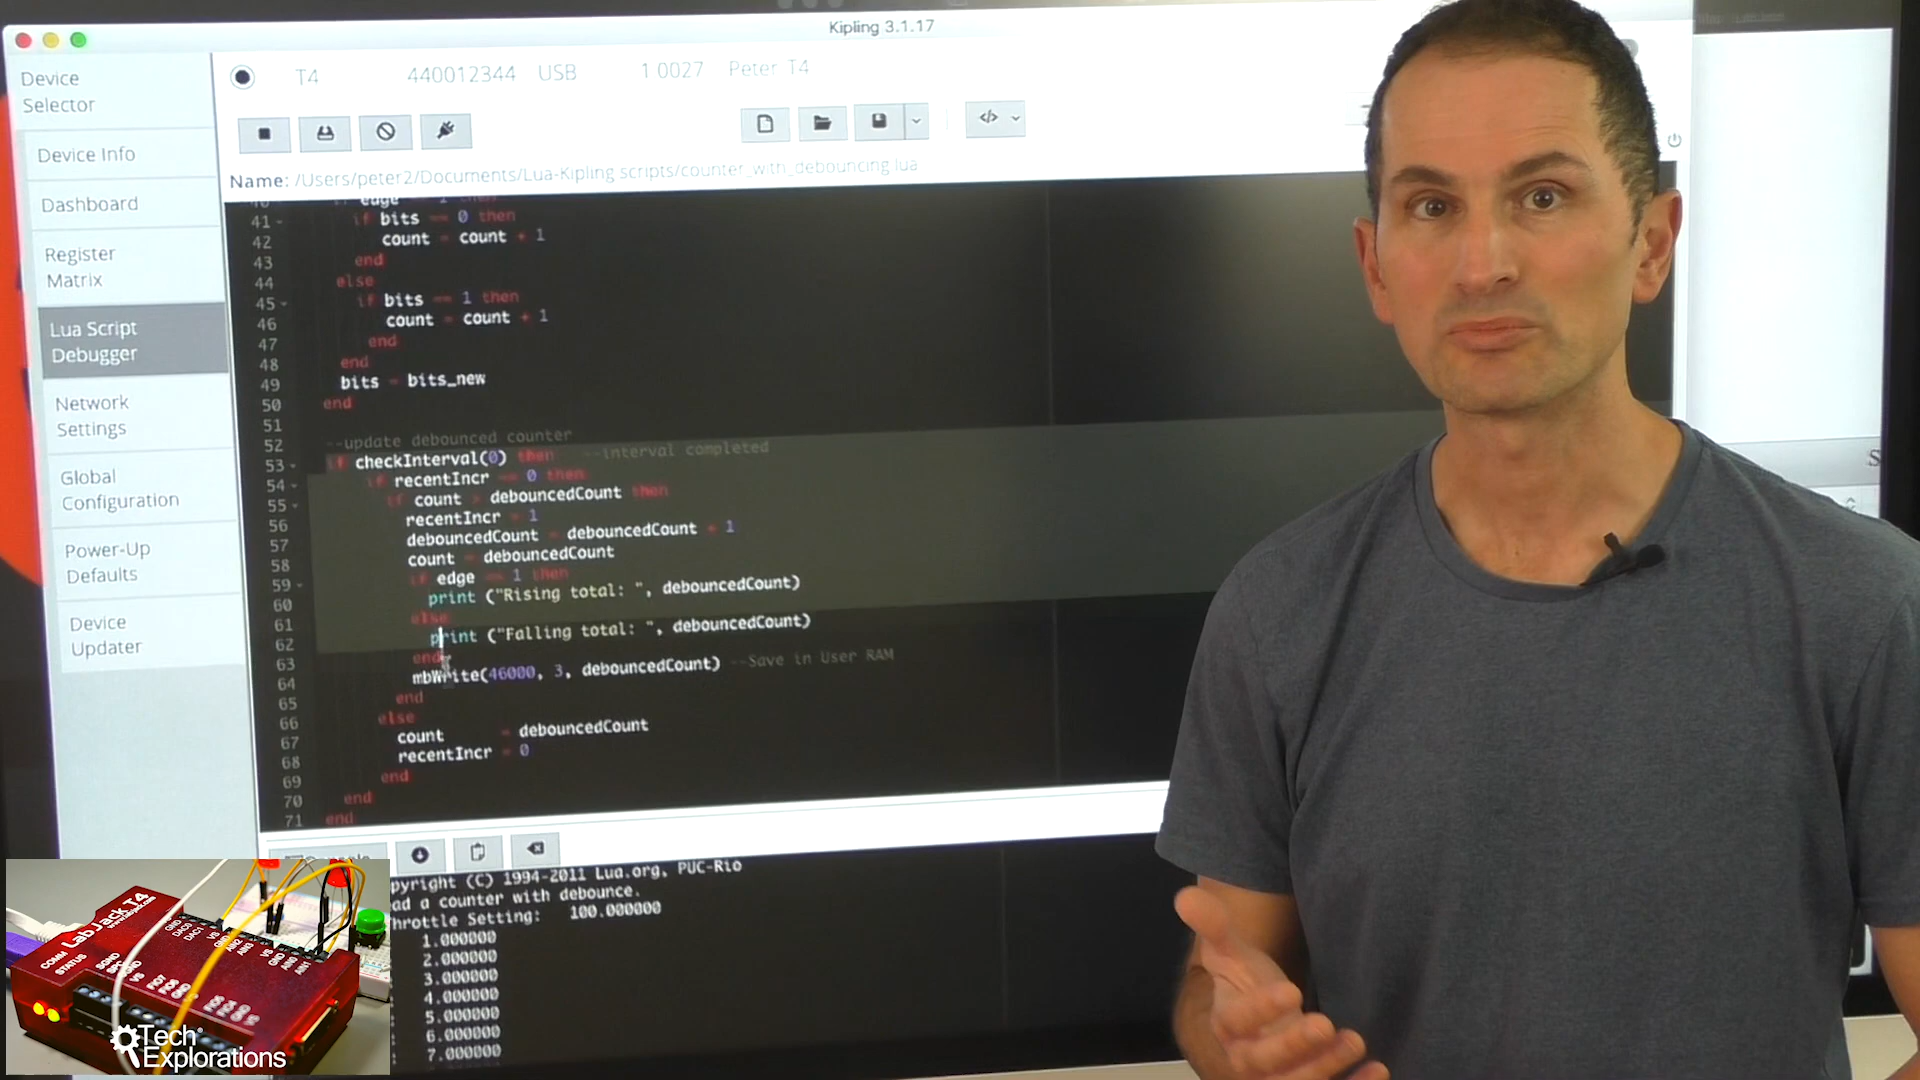 Kipling 3.1.17
Device
Selector
T4 440012344 USB 1 0027 Peter T4
Device Info
Dashboard
Register
Matrix
Lua Script
Debugger
Network
Settings
Global
Configuration
Power-Up
Defaults
Device
Updater
Name: /Users/peter2/Documents/Lua-Kipling scripts/counter_with_debouncing lua
41 if bits == 0 then
42 count = count + 1
43 end
44 else
45 if bits == 1 then
46 count = count + 1
47 end
48 end
49 bits = bits_new
50 end
51
52 --update debounced counter
53 if checkInterval(0) then --interval completed
54 if recentIncr == 0 then
55 if count > debouncedCount then
56 recentIncr = 1
57 debouncedCount = debouncedCount + 1
58 count = debouncedCount
59 if edge == 1 then
60 print ("Rising total: ", debouncedCount)
61 else
62 print ("Falling total: ", debouncedCount)
63 end
64 mbWrite(46000, 3, debouncedCount) --Save in User RAM
65 end
66 else
67 count = debouncedCount
68 recentIncr = 0
69 end
70 end
71 end
pyright (C) 1994-2011 Lua.org, PUC-Rio
ad a counter with debounce.
hrottle Setting: 100.000000
1.000000
2.000000
3.000000
4.000000
5.000000
6.000000
7.000000
LabJack T4
COMM
STATUS
Tech
Explorations